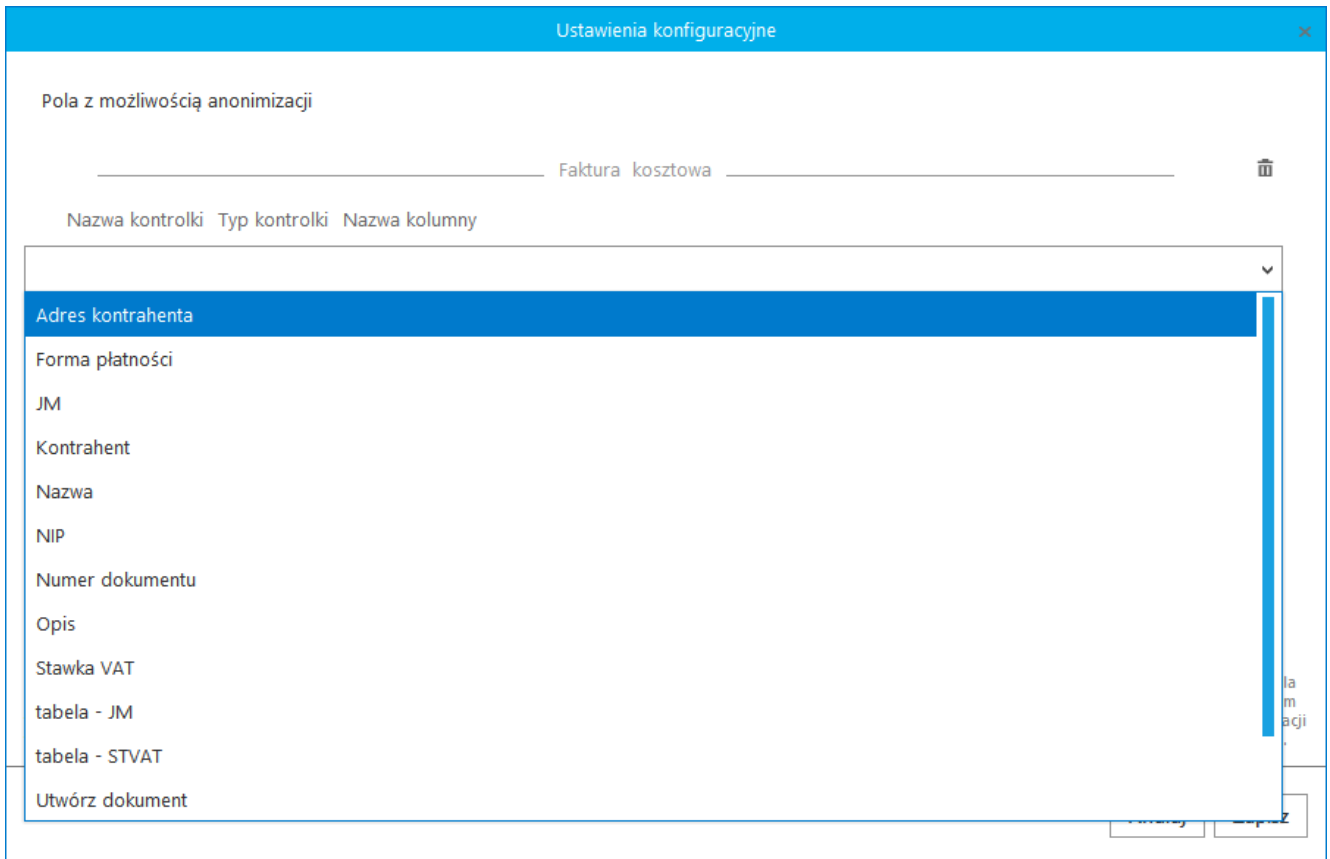 Ustawienia konfiguracyjne
Pola z możliwością anonimizacji
Faktura kosztowa
Nazwa kontrolki Typ kontrolki Nazwa kolumny
Adres kontrahenta
Forma płatności
JM
Kontrahent
Nazwa
NIP
Numer dokumentu
Opis
Stawka VAT
tabela - JM
tabela - STVAT
Utwórz dokument